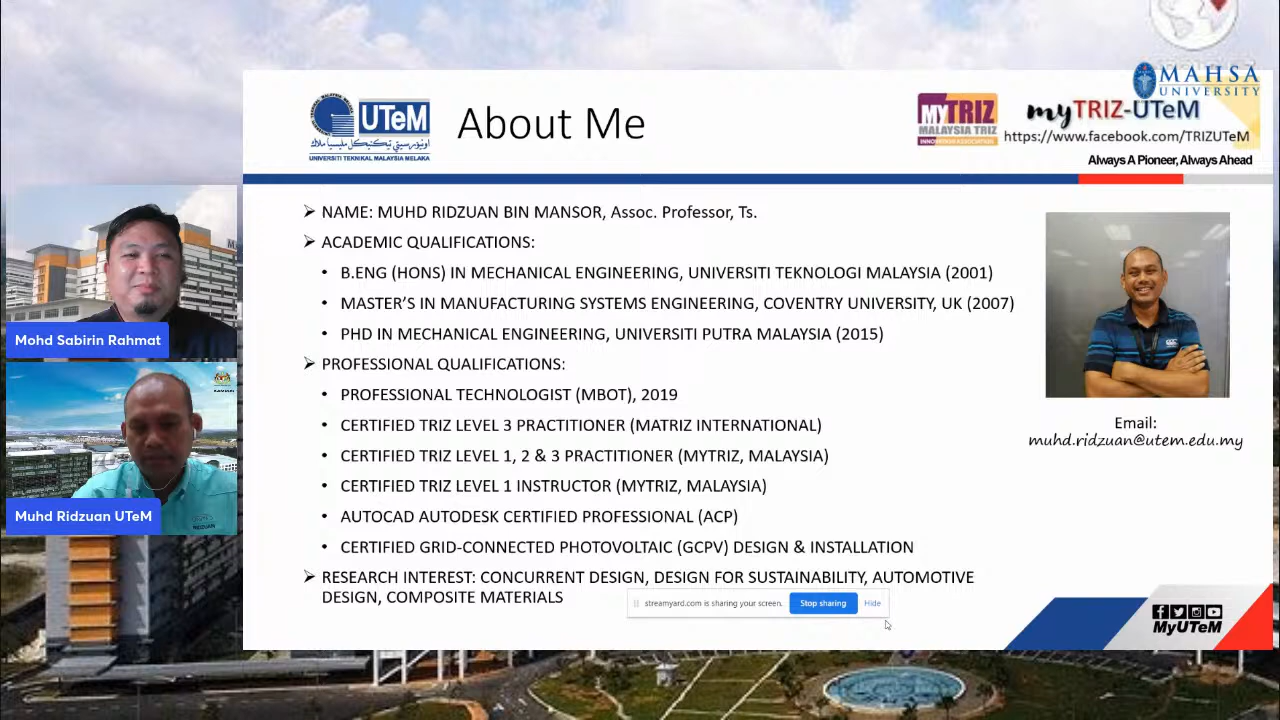 MAHSA
UNIVERSITY
UTeM
اونيۏرسيتي تيكنيكل مليسيا ملاك
UNIVERSITI TEKNIKAL MALAYSIA MELAKA
About Me
MYTRIZ
MALAYSIA TRIZ
INNOVATION ASSOCIATION
myTRIZ-UTeM
https://www.facebook.com/TRIZUTeM
Always A Pioneer, Always Ahead
➢ NAME: MUHD RIDZUAN BIN MANSOR, Assoc. Professor, Ts.
➢ ACADEMIC QUALIFICATIONS:
• B.ENG (HONS) IN MECHANICAL ENGINEERING, UNIVERSITI TEKNOLOGI MALAYSIA (2001)
• MASTER’S IN MANUFACTURING SYSTEMS ENGINEERING, COVENTRY UNIVERSITY, UK (2007)
• PHD IN MECHANICAL ENGINEERING, UNIVERSITI PUTRA MALAYSIA (2015)
➢ PROFESSIONAL QUALIFICATIONS:
• PROFESSIONAL TECHNOLOGIST (MBOT), 2019
• CERTIFIED TRIZ LEVEL 3 PRACTITIONER (MATRIZ INTERNATIONAL)
• CERTIFIED TRIZ LEVEL 1, 2 & 3 PRACTITIONER (MYTRIZ, MALAYSIA)
• CERTIFIED TRIZ LEVEL 1 INSTRUCTOR (MYTRIZ, MALAYSIA)
• AUTOCAD AUTODESK CERTIFIED PROFESSIONAL (ACP)
• CERTIFIED GRID-CONNECTED PHOTOVOLTAIC (GCPV) DESIGN & INSTALLATION
➢ RESEARCH INTEREST: CONCURRENT DESIGN, DESIGN FOR SUSTAINABILITY, AUTOMOTIVE
DESIGN, COMPOSITE MATERIALS
Email:
muhd.ridzuan@utem.edu.my
streamyard.com is sharing your screen.
Stop sharing
Hide
MyUTeM
Mohd Sabirin Rahmat
Muhd Ridzuan UTeM